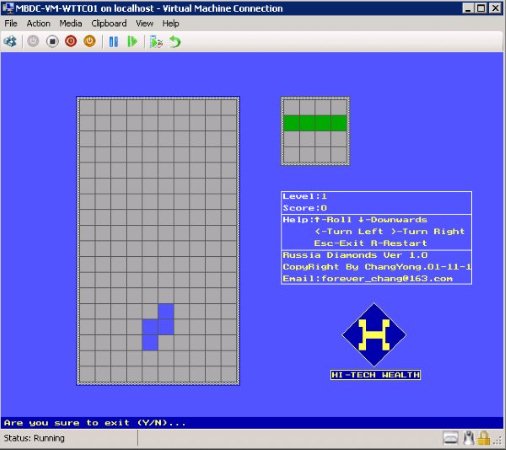 MBDC-VM-WTTC01 on localhost - Virtual Machine Connection
File Action Media Clipboard View Help
Level:1
Score:0
Help:↑-Roll ↓-Downwards
<-Turn Left >-Turn Right
Esc-Exit R-Restart
Russia Diamonds Ver 1.0
CopyRight By ChangYong.01-11-1
Email:forever_chang@163.com
H
HI-TECH WEALTH
Are you sure to exit (Y/N)...
Status: Running